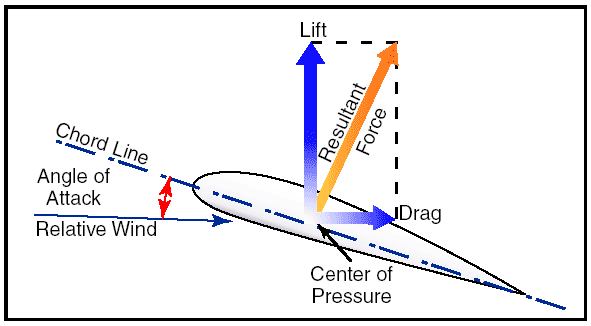 Lift
Resultant
Force
Chord Line
Angle of
Attack
Relative Wind
Drag
Center of
Pressure